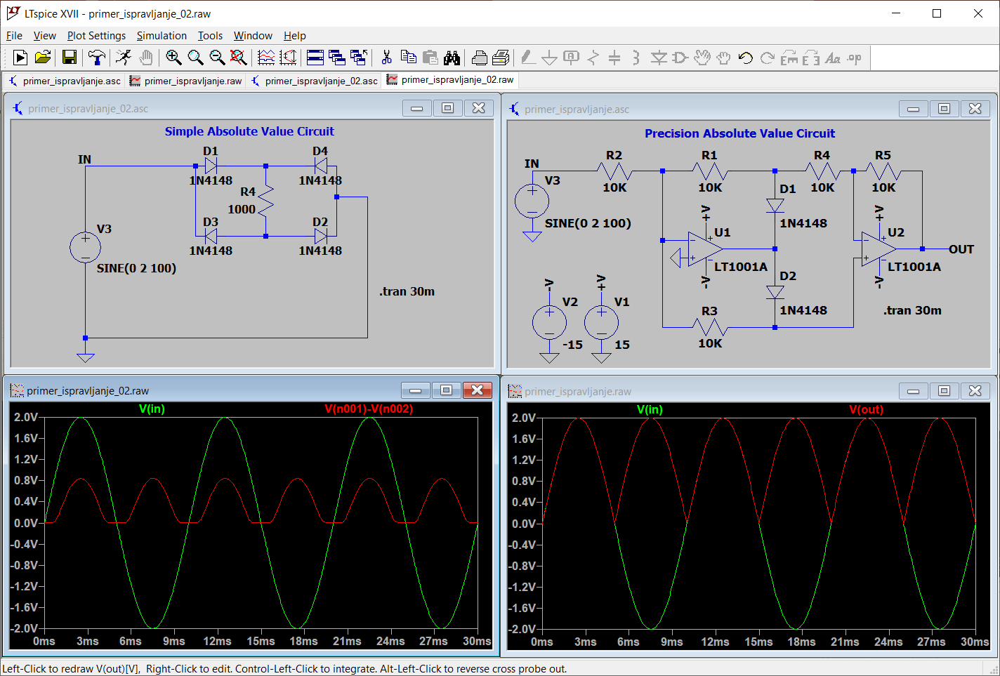 LTspice XVII - primer_ispravljanje_02.raw
File View Plot Settings Simulation Tools Window Help
primer_ispravljanje.asc primer_ispravljanje.raw primer_ispravljanje_02.asc primer_ispravljanje_02.raw
primer_ispravljanje_02.asc
Simple Absolute Value Circuit
IN
D1
1N4148
D4
1N4148
R4
1000
D3
1N4148
D2
1N4148
V3
SINE(0 2 100)
.tran 30m
primer_ispravljanje.asc
Precision Absolute Value Circuit
IN
V3
SINE(0 2 100)
R2
10K
R1
10K
R4
10K
R5
10K
D1
1N4148
+V
U1
LT1001A
-V
+V
U2
LT1001A
-V
OUT
D2
1N4148
R3
10K
-V
V2
-15
+V
V1
15
.tran 30m
primer_ispravljanje_02.raw
V(in) V(n001)-V(n002)
2.0V
1.6V
1.2V
0.8V
0.4V
0.0V
-0.4V
-0.8V
-1.2V
-1.6V
-2.0V
0ms 3ms 6ms 9ms 12ms 15ms 18ms 21ms 24ms 27ms 30ms
primer_ispravljanje.raw
V(in) V(out)
2.0V
1.6V
1.2V
0.8V
0.4V
0.0V
-0.4V
-0.8V
-1.2V
-1.6V
-2.0V
0ms 3ms 6ms 9ms 12ms 15ms 18ms 21ms 24ms 27ms 30ms
Left-Click to redraw V(out)[V], Right-Click to edit. Control-Left-Click to integrate. Alt-Left-Click to reverse cross probe out.